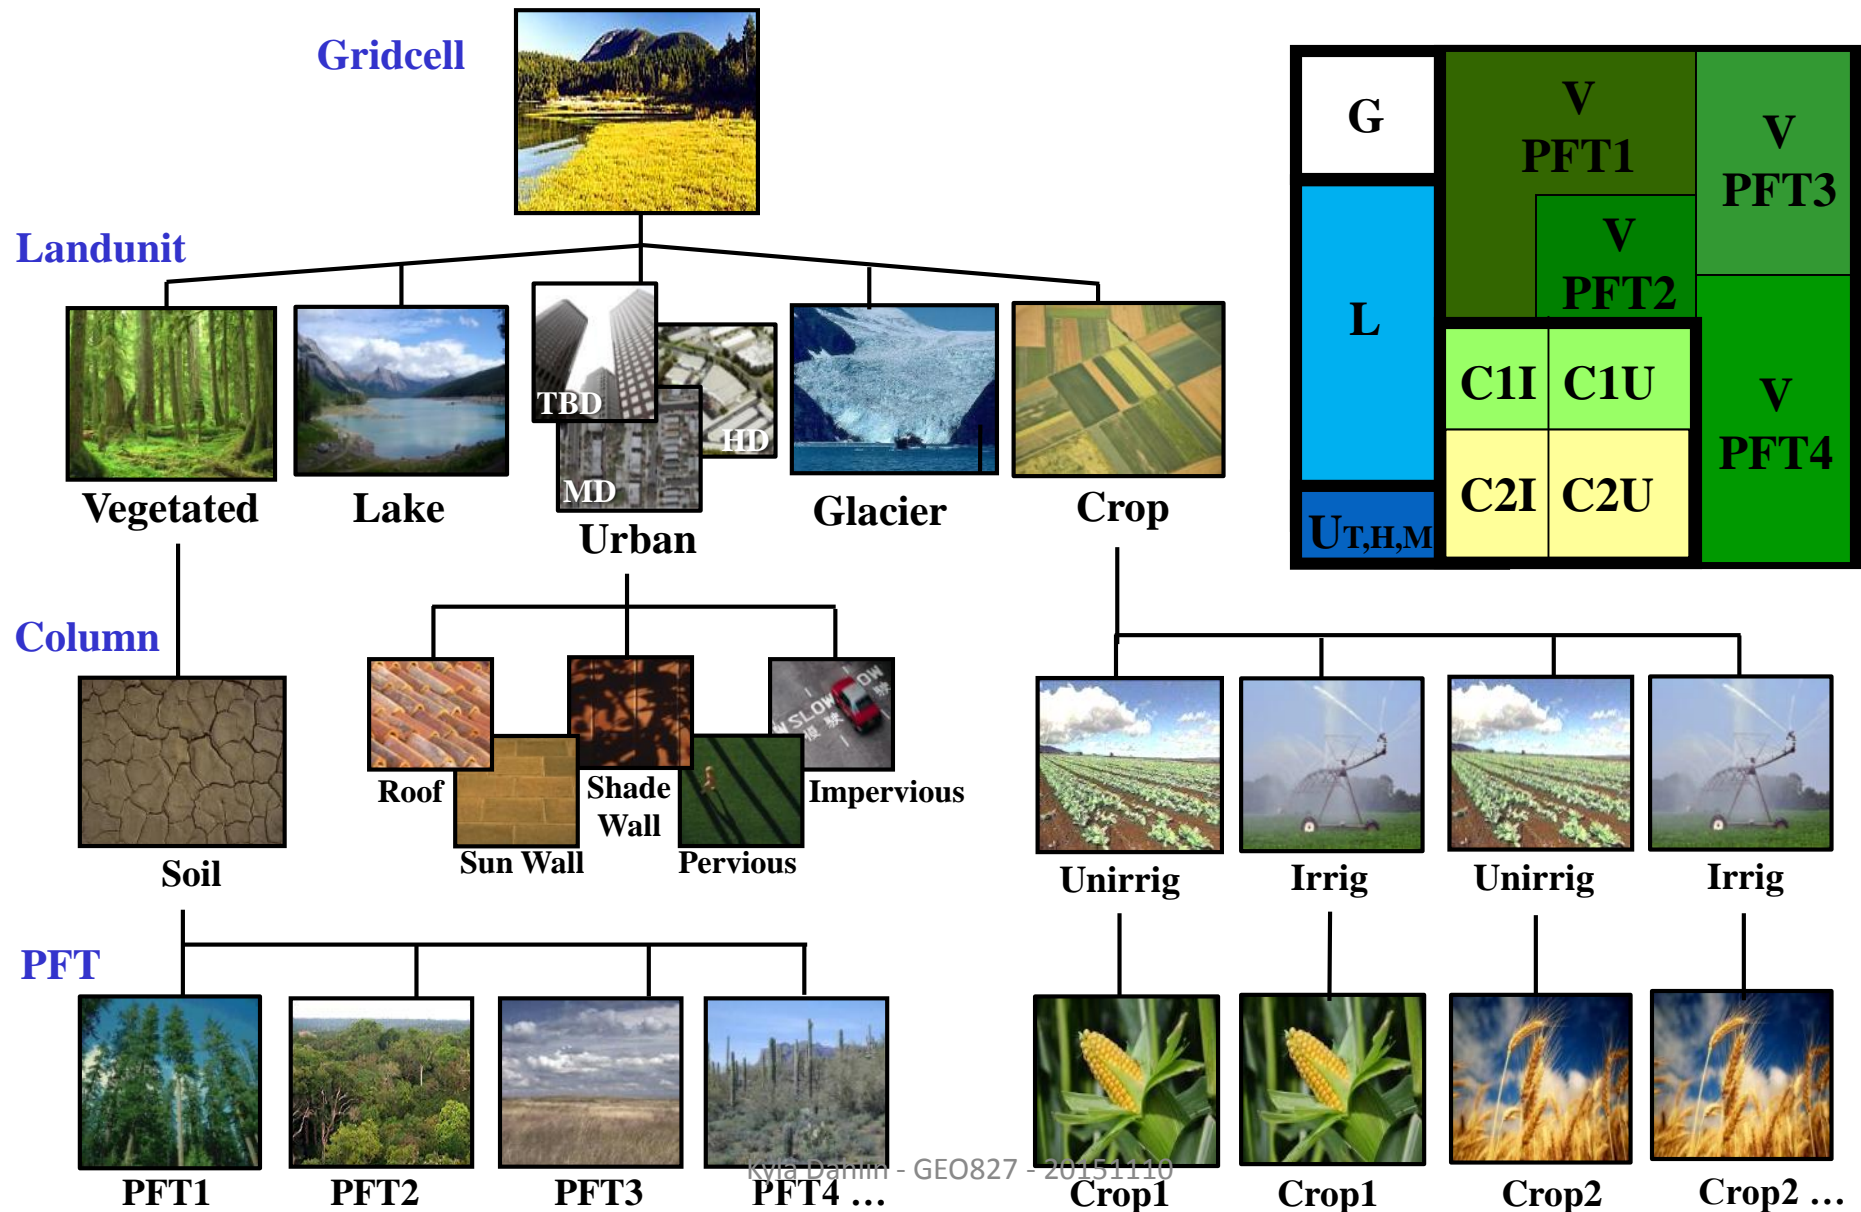 Gridcell
G
V
PFT1
V
PFT3
V
PFT2
L
C1I
C1U
V
PFT4
C2I
C2U
UT,H,M
Landunit
TBD
HD
MD
Vegetated
Lake
Urban
Glacier
Crop
Column
SLOW
Roof
Sun Wall
Shade
Wall
Pervious
Impervious
Soil
Unirrig
Irrig
Unirrig
Irrig
PFT
PFT1
PFT2
PFT3
PFT4 ...
Kyla Dahlin - GEO827 - 20151110
Crop1
Crop1
Crop2
Crop2 ...